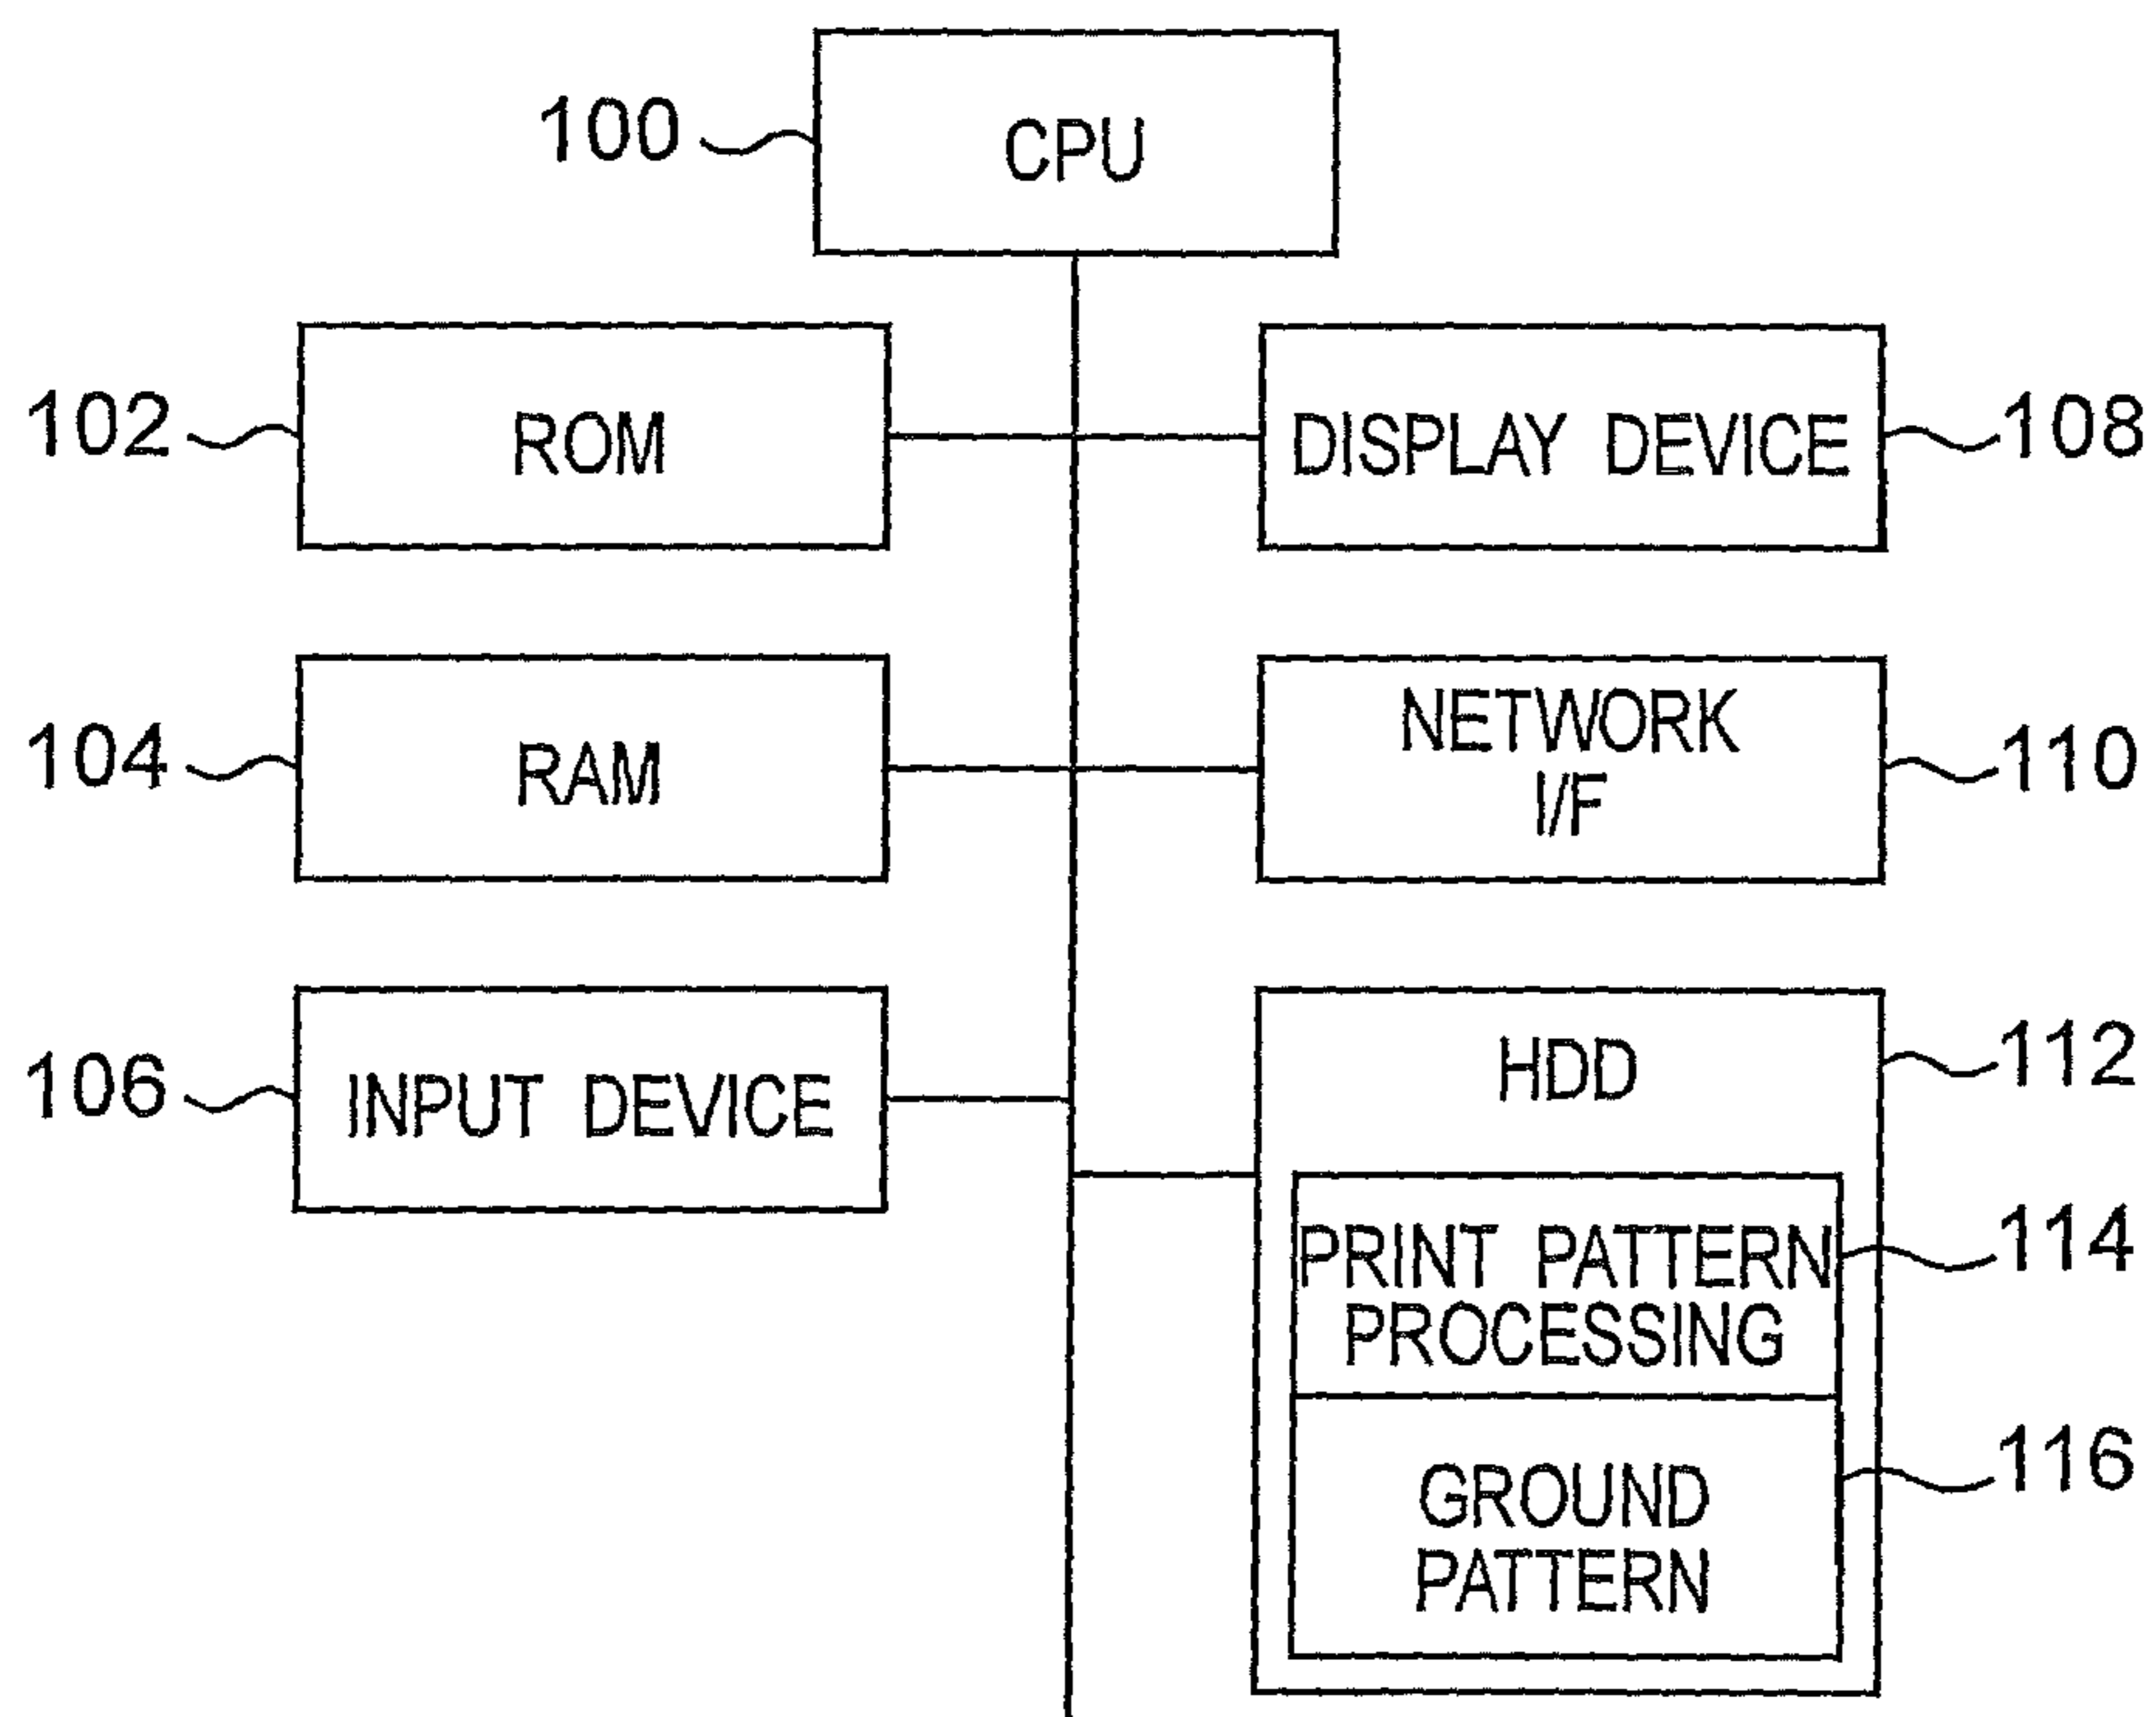 100
CPU
102
ROM
DISPLAY DEVICE
108
104
RAM
NETWORK
I/F
110
106
INPUT DEVICE
HDD
112
PRINT PATTERN
PROCESSING
114
GROUND
PATTERN
116